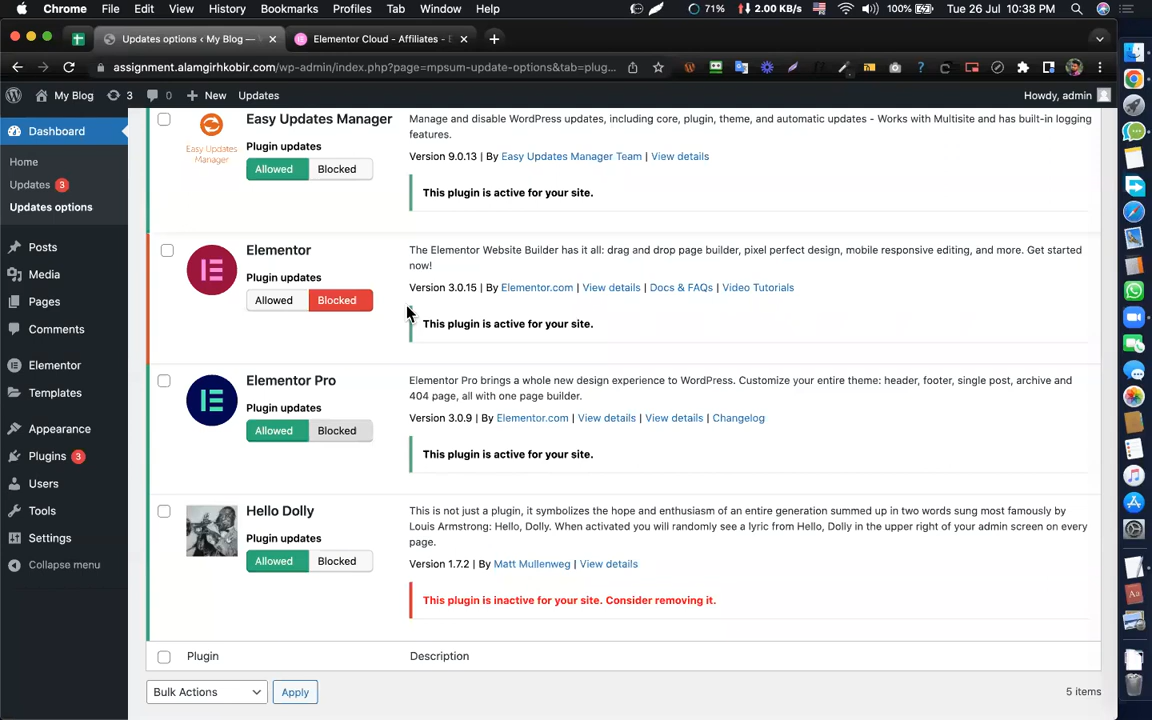 Chrome File Edit View History Bookmarks Profiles Tab Window Help 71% 2.00 KB/s 100% Tue 26 Jul 10:38 PM
Updates options ‹ My Blog — Elementor Cloud - Affiliates -
assignment.alamgirhkobir.com/wp-admin/index.php?page=mpsum-update-options&tab=plug...
My Blog 3 0 New Updates Howdy, admin
Dashboard
Home
Updates 3
Updates options
Posts
Media
Pages
Comments
Elementor
Templates
Appearance
Plugins 3
Users
Tools
Settings
Collapse menu
Easy Updates Manager
Easy Updates Manager
Plugin updates
Allowed Blocked
Manage and disable WordPress updates, including core, plugin, theme, and automatic updates - Works with Multisite and has built-in logging
features.
Version 9.0.13 | By Easy Updates Manager Team | View details
This plugin is active for your site.
Elementor
Plugin updates
Allowed Blocked
The Elementor Website Builder has it all: drag and drop page builder, pixel perfect design, mobile responsive editing, and more. Get started
now!
Version 3.0.15 | By Elementor.com | View details | Docs & FAQs | Video Tutorials
This plugin is active for your site.
Elementor Pro
Plugin updates
Allowed Blocked
Elementor Pro brings a whole new design experience to WordPress. Customize your entire theme: header, footer, single post, archive and
404 page, all with one page builder.
Version 3.0.9 | By Elementor.com | View details | View details | Changelog
This plugin is active for your site.
Hello Dolly
Plugin updates
Allowed Blocked
This is not just a plugin, it symbolizes the hope and enthusiasm of an entire generation summed up in two words sung most famously by
Louis Armstrong: Hello, Dolly. When activated you will randomly see a lyric from Hello, Dolly in the upper right of your admin screen on every
page.
Version 1.7.2 | By Matt Mullenweg | View details
This plugin is inactive for your site. Consider removing it.
Plugin Description
Bulk Actions Apply 5 items